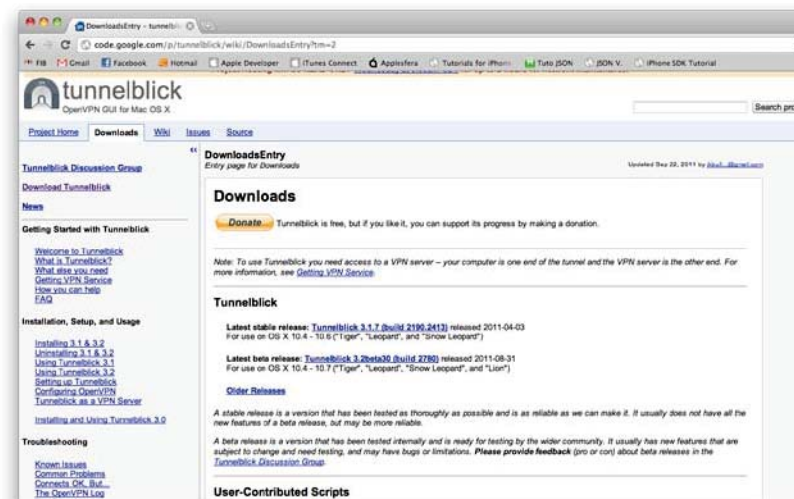 DownloadsEntry - tunnelbli
code.google.com/p/tunnelblick/wiki/DownloadsEntry?tm=2
FIB Gmail Facebook Hotmail Apple Developer iTunes Connect Applesfera Tutorials for iPhon Tuto JSON JSON V. iPhone SDK Tutorial
tunnelblick
OpenVPN GUI for Mac OS X
Search pro
Project Home Downloads Wiki Issues Source
Tunnelblick Discussion Group
Download Tunnelblick
News
Getting Started with Tunnelblick
Welcome to Tunnelblick
What is Tunnelblick?
What else you need
Getting VPN Service
How you can help
FAQ
Installation, Setup, and Usage
Installing 3.1 & 3.2
Uninstalling 3.1 & 3.2
Using Tunnelblick 3.1
Using Tunnelblick 3.2
Setting up Tunnelblick
Configuring OpenVPN
Tunnelblick as a VPN Server
Installing and Using Tunnelblick 3.0
Troubleshooting
Known Issues
Common Problems
Connects OK, But...
The OpenVPN Log
DownloadsEntry
Entry page for Downloads
Updated Sep 22, 2011 by
Downloads
Donate Tunnelblick is free, but if you like it, you can support its progress by making a donation.
Note: To use Tunnelblick you need access to a VPN server – your computer is one end of the tunnel and the VPN server is the other end. For
more information, see Getting VPN Service.
Tunnelblick
Latest stable release: Tunnelblick 3.1.7 (build 2190.2413) released 2011-04-03
For use on OS X 10.4 - 10.6 ("Tiger", "Leopard", and "Snow Leopard")
Latest beta release: Tunnelblick 3.2beta30 (build 2780) released 2011-08-31
For use on OS X 10.4 - 10.7 ("Tiger", "Leopard", "Snow Leopard", and "Lion")
Older Releases
A stable release is a version that has been tested as thoroughly as possible and is as reliable as we can make it. It usually does not have all the
new features of a beta release, but may be more reliable.
A beta release is a version that has been tested internally and is ready for testing by the wider community. It usually has new features that are
subject to change and need testing, and may have bugs or limitations. Please provide feedback (pro or con) about beta releases in the
Tunnelblick Discussion Group.
User-Contributed Scripts